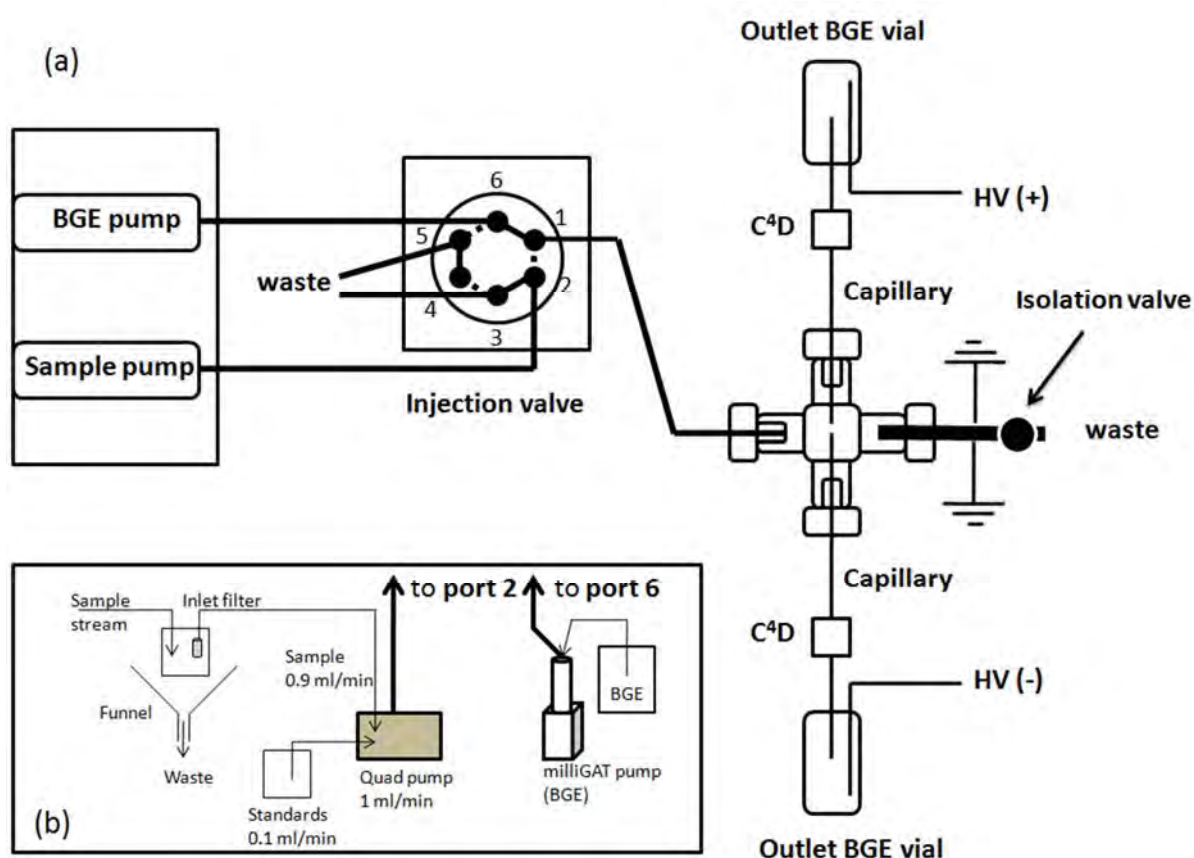 (a)
Outlet BGE vial
HV (+)
C⁴D
Capillary
Isolation valve
waste
BGE pump
Sample pump
waste
6
1
5
2
4
3
Injection valve
Capillary
C⁴D
HV (-)
Outlet BGE vial
(b)
Sample
stream
Inlet filter
Funnel
Waste
Sample
0.9 ml/min
Standards
0.1 ml/min
Quad pump
1 ml/min
to port 2
to port 6
BGE
milliGAT pump
(BGE)